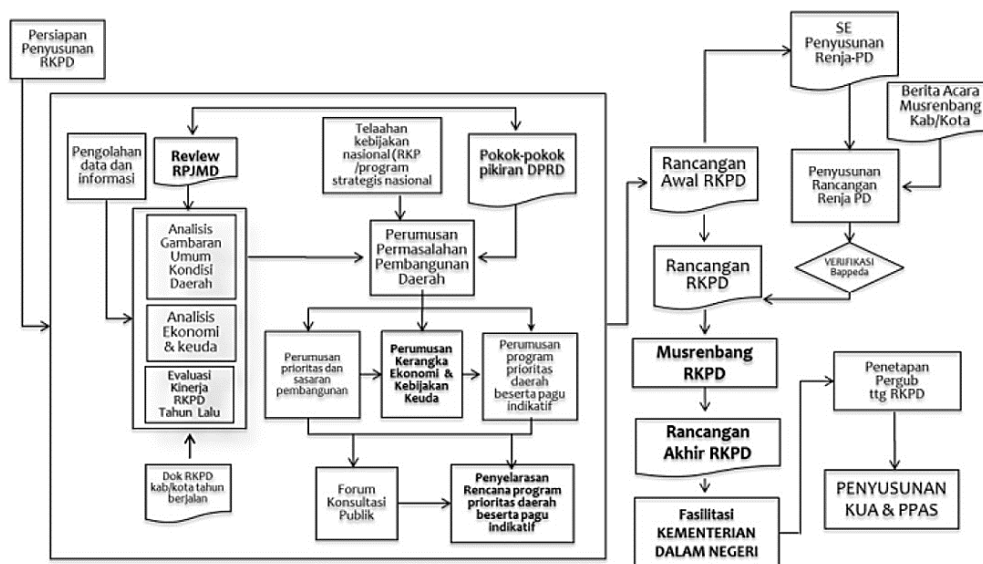 Persiapan
Penyusunan
RKPD
Pengolahan
data dan
informasi
Review
RPJMD
Telaahan
kebijakan
nasional (RKP
/program
strategis nasional
Pokok-pokok
pikiran DPRD
Analisis
Gambaran
Umum
Kondisi
Daerah
Analisis
Ekonomi
& keuda
Evaluasi
Kinerja
RKPD
Tahun Lalu
Dok RKPD
kab/kota tahun
berjalan
Perumusan
Permasalahan
Pembangunan
Daerah
Perumusan
prioritas dan
sasaran
pembangunan
Perumusan
Kerangka
Ekonomi &
Kebijakan
Keuda
Perumusan
program
prioritas
daerah
beserta pagu
indikatif
Forum
Konsultasi
Publik
Penyelarasan
Rencana program
prioritas daerah
beserta pagu
indikatif
Rancangan
Awal RKPD
SE
Penyusunan
Renja-PD
Berita Acara
Musrenbang
Kab/Kota
Penyusunan
Rancangan
Renja PD
VERIFIKASI
Bappeda
Rancangan
RKPD
Musrenbang
RKPD
Rancangan
Akhir RKPD
Fasilitasi
KEMENTERIAN
DALAM NEGERI
Penetapan
Pergub
ttg RKPD
PENYUSUNAN
KUA & PPAS